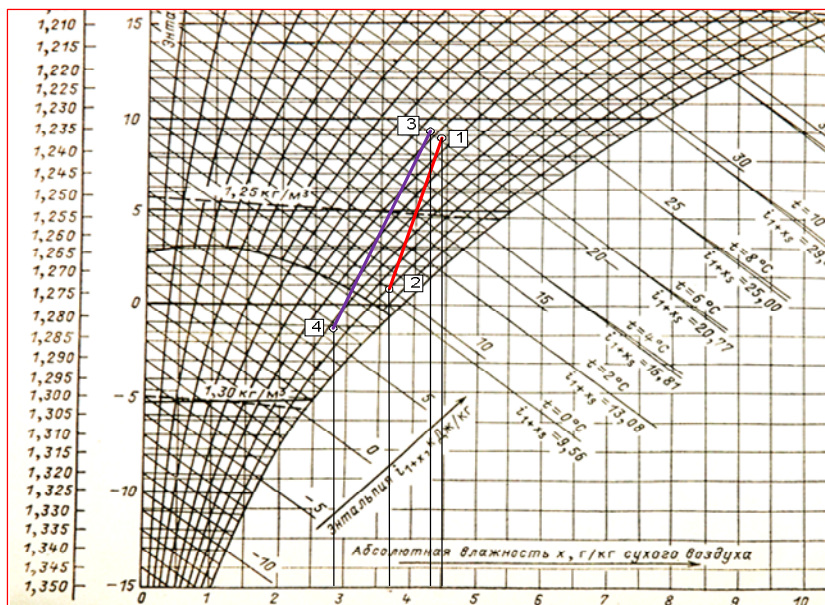 1,210
1,215
1,220
1,225
1,230
1,235
1,240
1,245
1,250
1,255
1,260
1,265
1,270
1,275
1,280
1,285
1,290
1,295
1,300
1,305
1,310
1,315
1,320
1,325
1,330
1,335
1,340
1,345
1,350
15
10
5
0
-5
-10
-15
Энта
1,25 кг/м³
1,30 кг/м³
3
1
2
4
30
25
20
15
10
5
0
-5
-10
t=10
i₁₊ₓₛ=29,
t=8°C
i₁₊ₓₛ=25,00
t=6°C
i₁₊ₓₛ=20,77
t=4°C
i₁₊ₓₛ=16,81
t=2°C
i₁₊ₓₛ=13,08
t=0°C
i₁₊ₓₛ=9,56
Энтальпия i₁₊ₓ, кДж/кг
Абсолютная влажность x, г/кг сухого воздуха
0 1 2 3 4 5 6 7 8 9 10